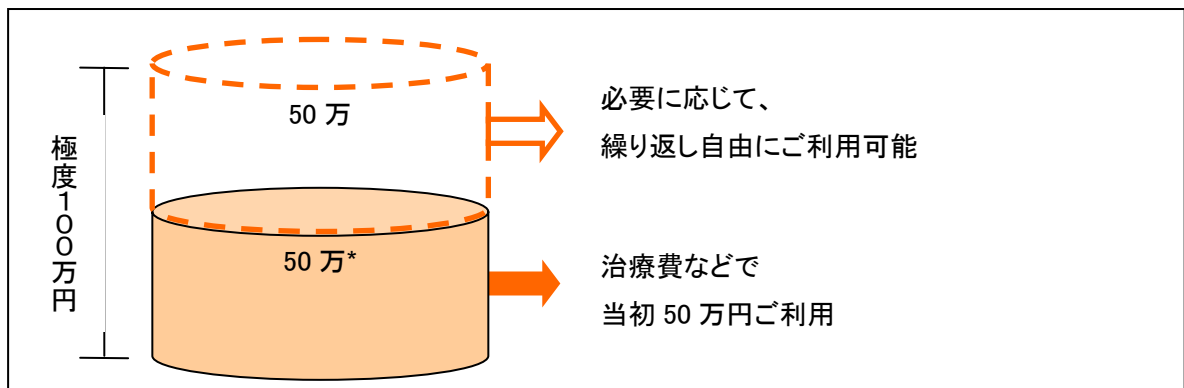 極度100万円
50 万
必要に応じて、
繰り返し自由にご利用可能
50 万*
治療費などで
当初 50 万円ご利用